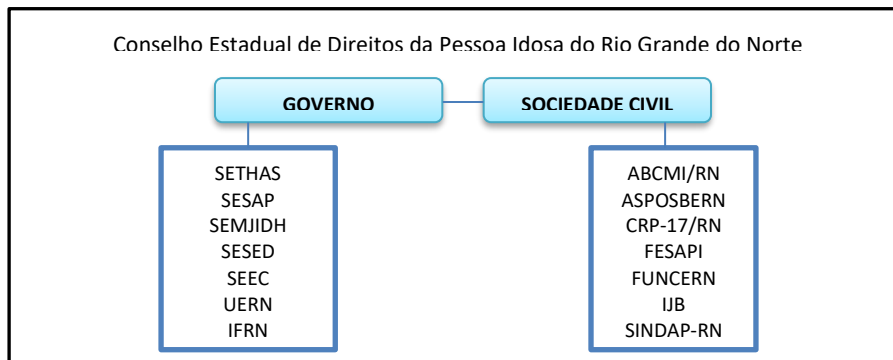 Conselho Estadual de Direitos da Pessoa Idosa do Rio Grande do Norte
GOVERNO
SOCIEDADE CIVIL
SETHAS
SESAP
SEMJIDH
SESED
SEEC
UERN
IFRN
ABCMI/RN
ASPOSBERN
CRP-17/RN
FESAPI
FUNCERN
IJB
SINDAP-RN